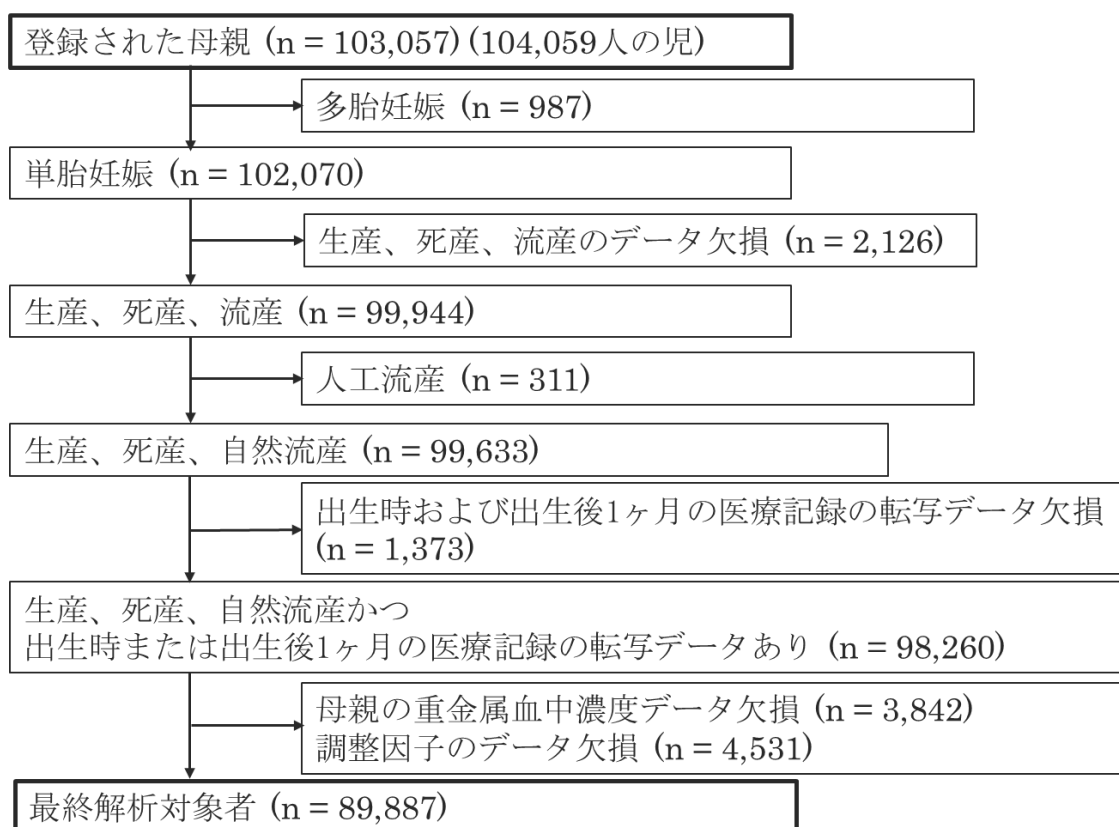 登録された母親 (n = 103,057) (104,059人の児)
多胎妊娠 (n = 987)
単胎妊娠 (n = 102,070)
生産、死産、流産のデータ欠損 (n = 2,126)
生産、死産、流産 (n = 99,944)
人工流産 (n = 311)
生産、死産、自然流産 (n = 99,633)
出生時および出生後1ヶ月の医療記録の転写データ欠損
(n = 1,373)
生産、死産、自然流産かつ
出生時または出生後1ヶ月の医療記録の転写データあり (n = 98,260)
母親の重金属血中濃度データ欠損 (n = 3,842)
調整因子のデータ欠損 (n = 4,531)
最終解析対象者 (n = 89,887)